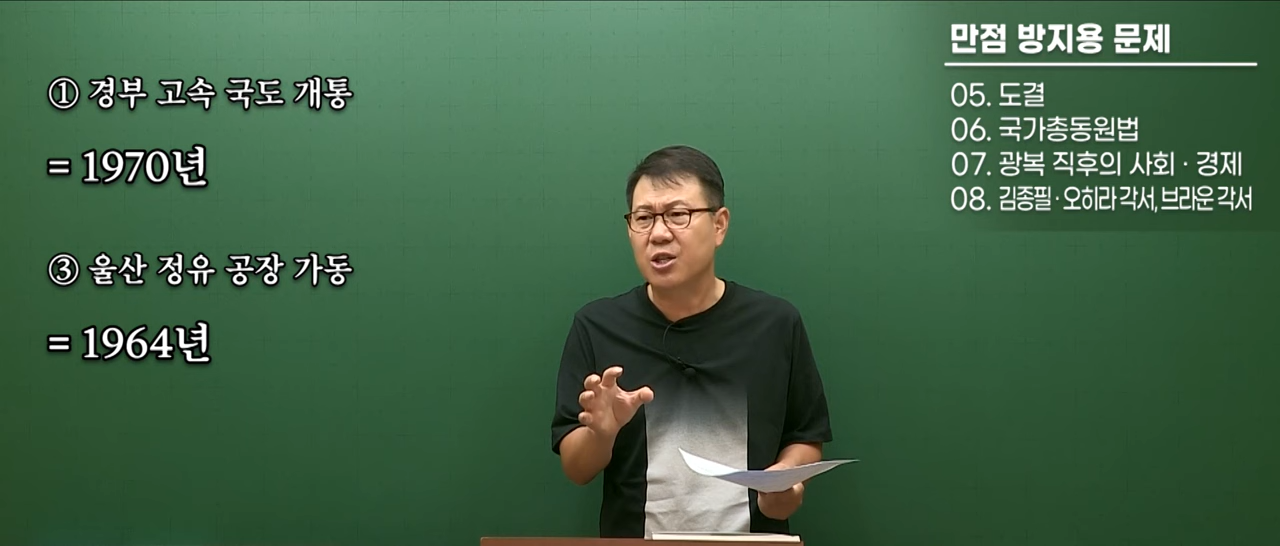 ① 경부 고속 국도 개통
= 1970년
③ 울산 정유 공장 가동
= 1964년
만점 방지용 문제
05. 도결
06. 국가총동원법
07. 광복 직후의 사회 · 경제
08. 김종필 · 오히라 각서, 브라운 각서